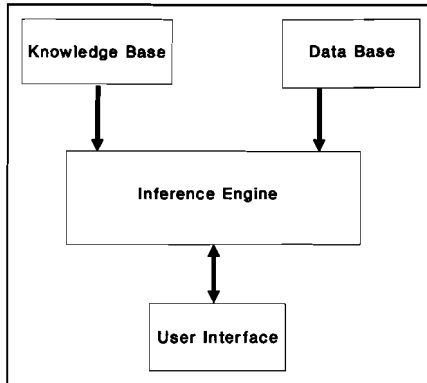 Knowledge Base
Data Base
Inference Engine
User Interface